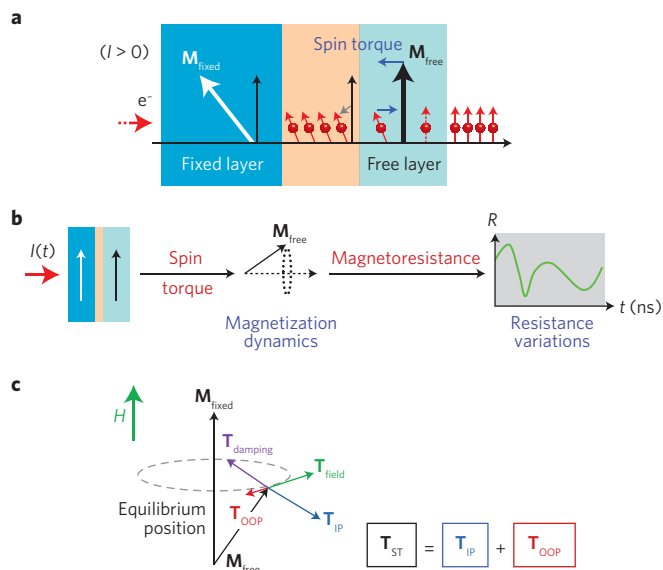 a
(I > 0)
M_fixed
Spin torque
M_free
e⁻
Fixed layer
Free layer
b
I(t)
Spin
torque
M_free
Magnetization
dynamics
Magnetoresistance
R
t (ns)
Resistance
variations
c
H
M_fixed
T_damping
T_field
Equilibrium
position
T_OOP
T_IP
M_free
T_ST = T_IP + T_OOP